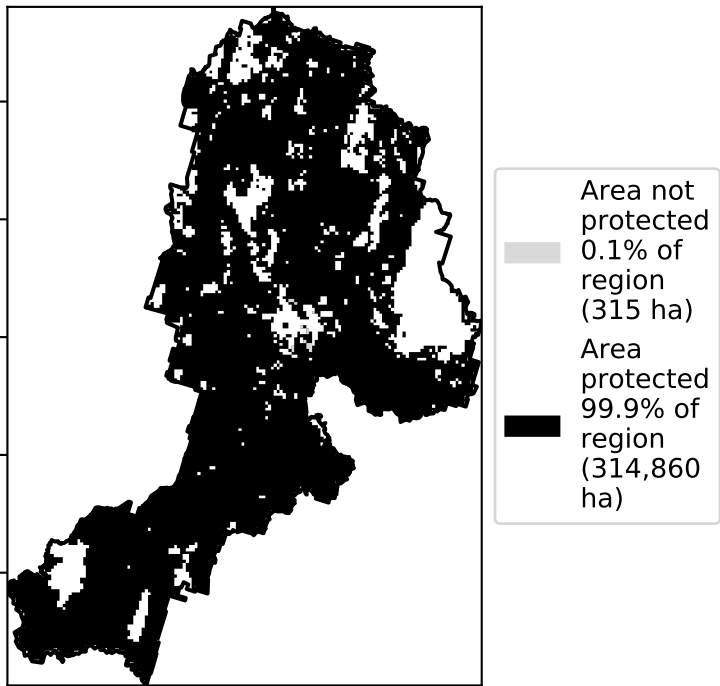 Area not
protected
0.1% of
region
(315 ha)
Area
protected
99.9% of
region
(314,860
ha)